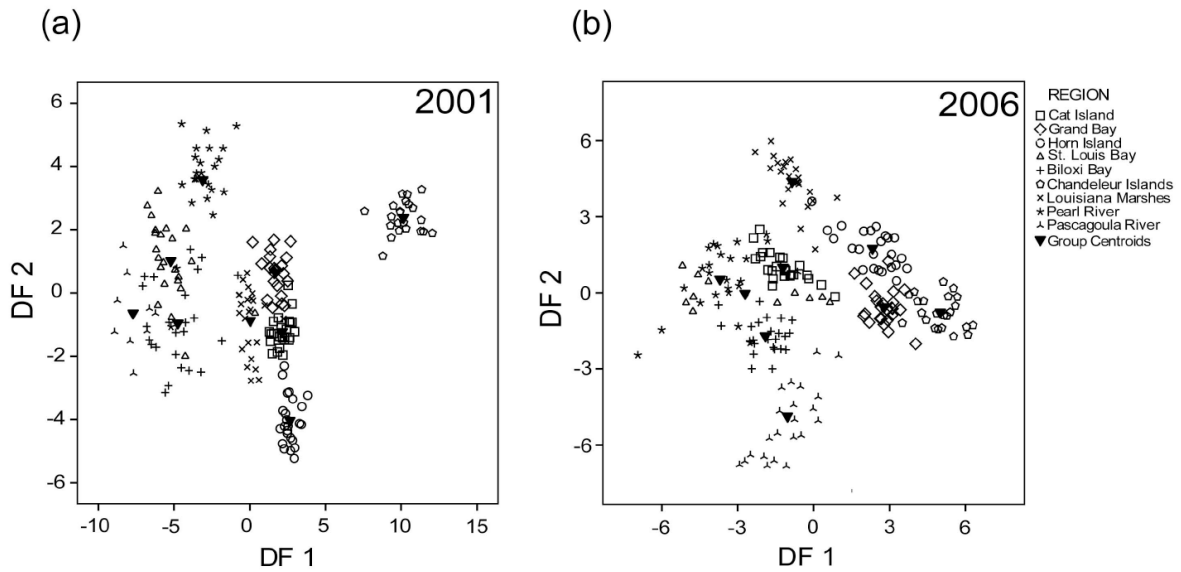 (a)
(b)
2001
6
4
2
0
-2
-4
-6
DF 2
-10
-5
0
5
10
15
DF 1
2006
6
3
0
-3
-6
DF 2
-6
-3
0
3
6
DF 1
REGION
Cat Island
Grand Bay
Horn Island
St. Louis Bay
Biloxi Bay
Chandeleur Islands
Louisiana Marshes
Pearl River
Pascagoula River
Group Centroids